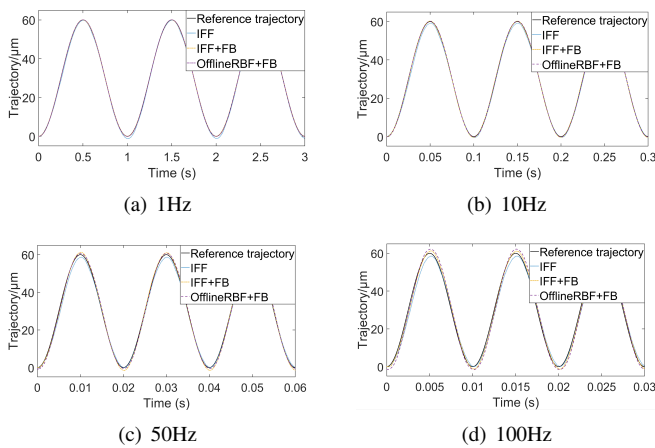 Reference trajectory
IFF
IFF+FB
OfflineRBF+FB
Trajectory/μm
60
40
20
0
0 0.5 1 1.5 2 2.5 3
Time (s)
(a) 1Hz
Reference trajectory
IFF
IFF+FB
OfflineRBF+FB
Trajectory/μm
60
40
20
0
0 0.05 0.1 0.15 0.2 0.25 0.3
Time (s)
(b) 10Hz
Reference trajectory
IFF
IFF+FB
OfflineRBF+FB
Trajectory/μm
60
40
20
0
0 0.01 0.02 0.03 0.04 0.05 0.06
Time (s)
(c) 50Hz
Reference trajectory
IFF
IFF+FB
OfflineRBF+FB
Trajectory/μm
60
40
20
0
0 0.005 0.01 0.015 0.02 0.025 0.03
Time (s)
(d) 100Hz